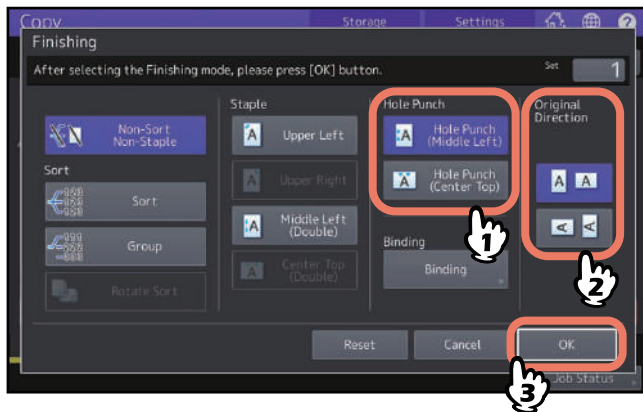 Copy
Storage
Settings
Finishing
After selecting the Finishing mode, please press [OK] button.
Set
1
Non-Sort
Non-Staple
Sort
Sort
Group
Rotate Sort
Staple
Upper Left
Upper Right
Middle Left
(Double)
Center Top
(Double)
Hole Punch
Hole Punch
(Middle Left)
Hole Punch
(Center Top)
1
Binding
Binding
Original
Direction
A A
A A
2
Reset
Cancel
OK
3
Job Status